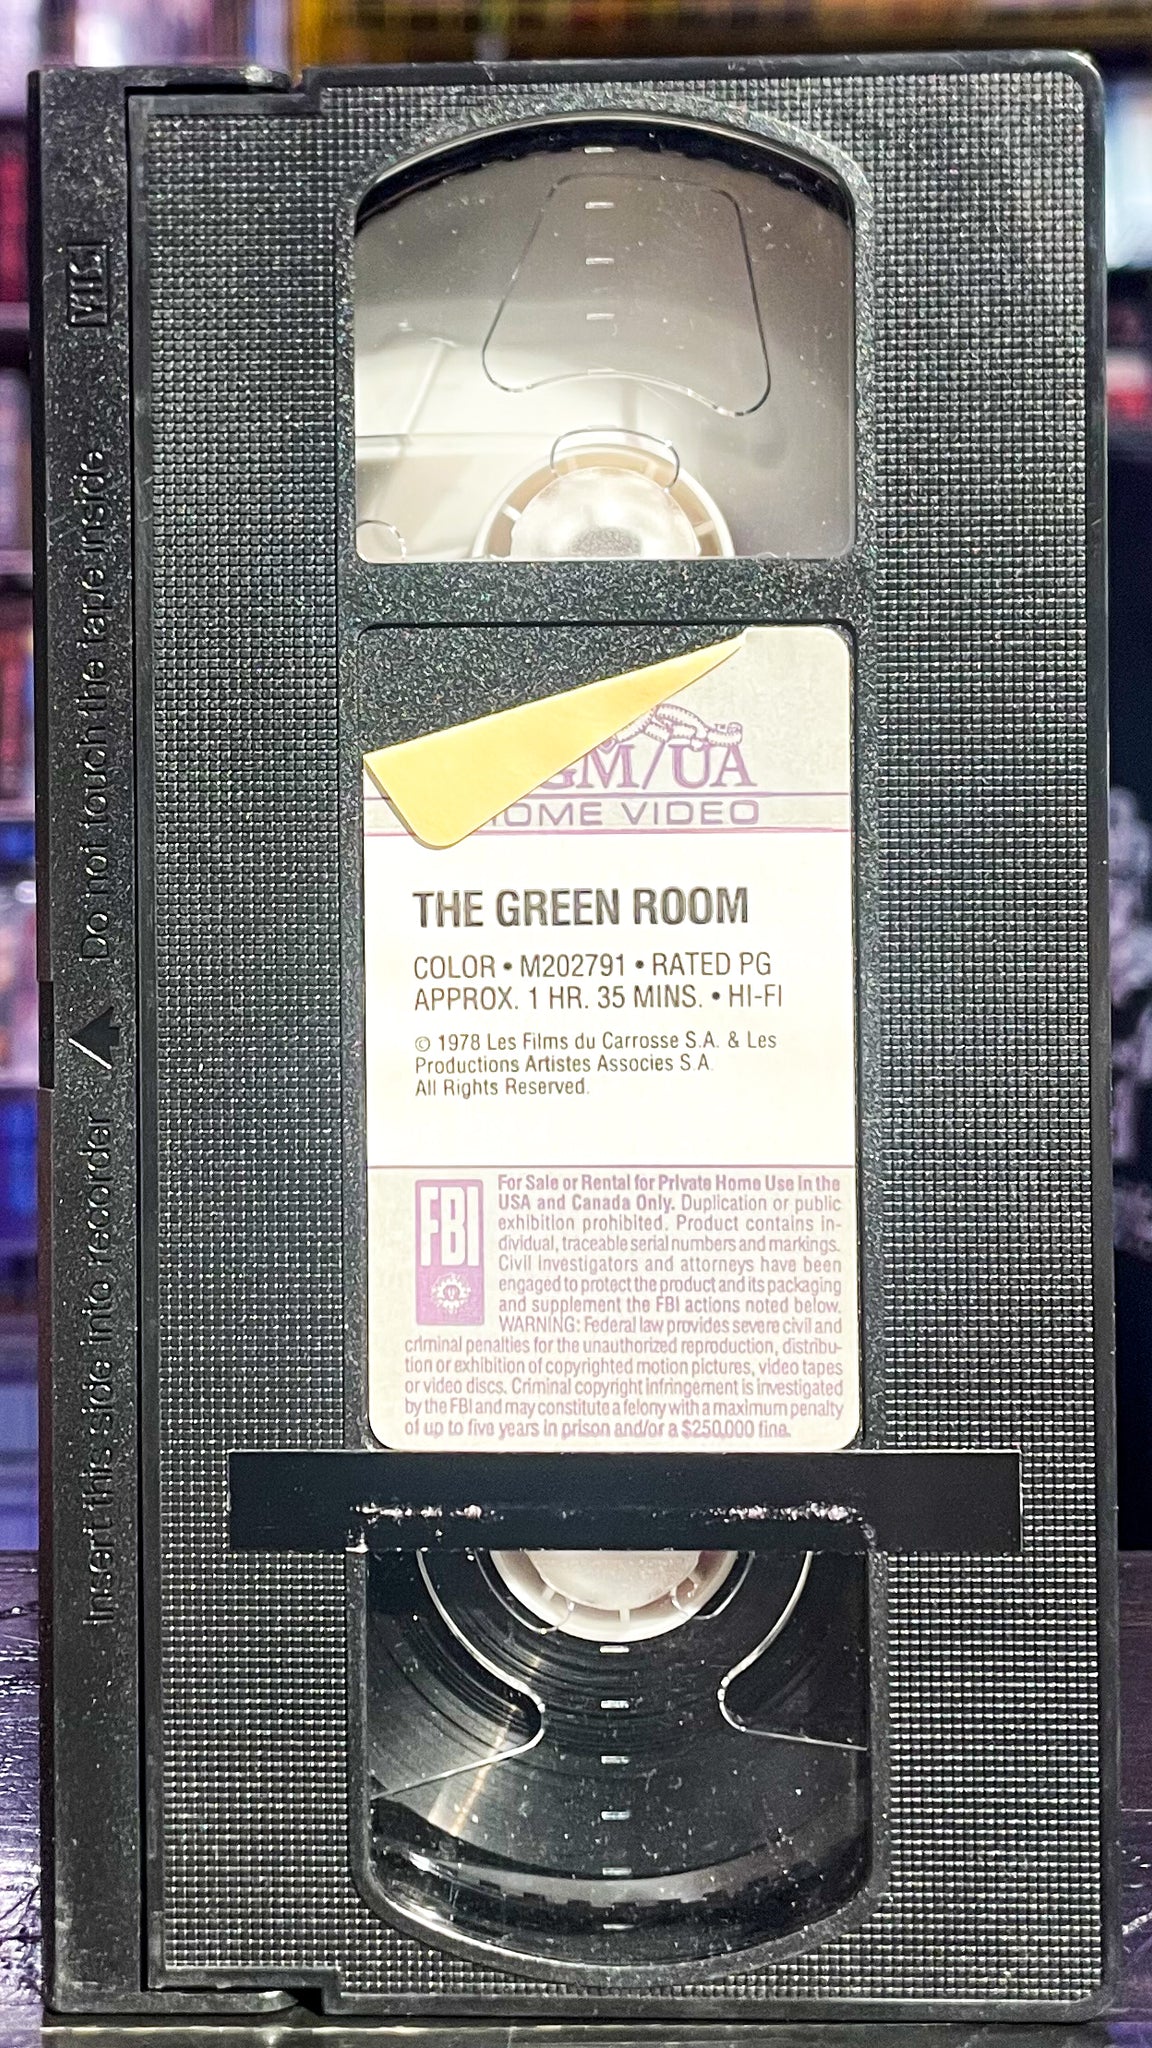 VHS
Do not touch the tape inside
Insert this side into recorder
GM/UA
HOME VIDEO
THE GREEN ROOM
COLOR • M202791 • RATED PG
APPROX. 1 HR. 35 MINS. • HI-FI
© 1978 Les Films du Carrosse S.A. & Les
Productions Artistes Associes S.A.
All Rights Reserved.
FBI
For Sale or Rental for Private Home Use in the
USA and Canada Only. Duplication or public
exhibition prohibited. Product contains in-
dividual, traceable serial numbers and markings.
Civil Investigators and attorneys have been
engaged to protect the product and its packaging
and supplement the FBI actions noted below.
WARNING: Federal law provides severe civil and
criminal penalties for the unauthorized reproduction, distribu-
tion or exhibition of copyrighted motion pictures, video tapes
or video discs. Criminal copyright infringement is investigated
by the FBI and may constitute a felony with a maximum penalty
of up to five years in prison and/or a $250,000 fine.